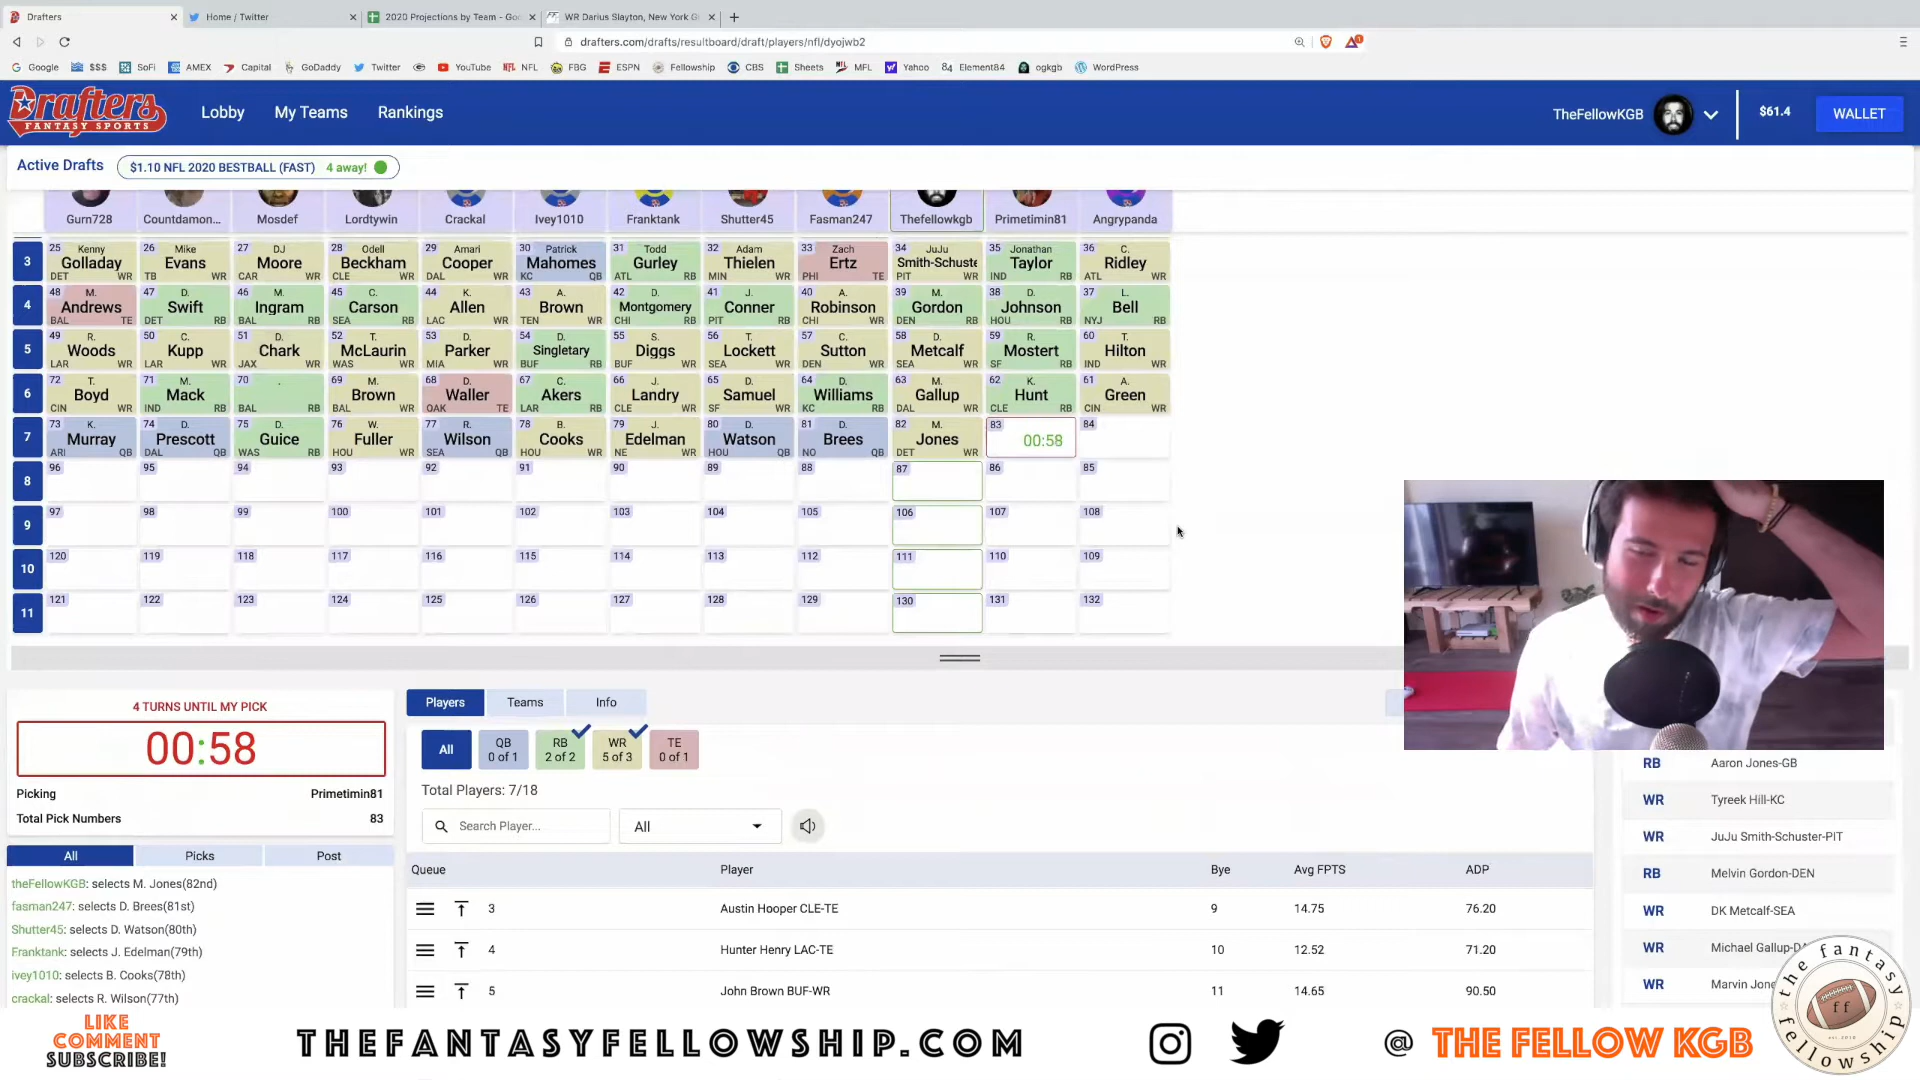 Drafters
Home / Twitter
2020 Projections by Team - Goo
WR Darius Slayton, New York G
drafters.com/drafts/resultboard/draft/players/nfl/dyojwb2
Google $$$ SoFi AMEX Capital GoDaddy Twitter YouTube NFL FBG ESPN Fellowship CBS Sheets MFL Yahoo Element84 ogkgb WordPress
Drafters
FANTASY SPORTS
Lobby My Teams Rankings
TheFellowKGB
$61.4
WALLET
Active Drafts
$1.10 NFL 2020 BESTBALL (FAST) 4 away!
Gurn728 Countdamon... Mosdef Lordtywin Crackal Ivey1010 Franktank Shutter45 Fasman247 Thefellowkgb Primetimin81 Angrypanda
3
25 Kenny Golladay DET WR
26 Mike Evans TB WR
27 DJ Moore CAR WR
28 Odell Beckham CLE WR
29 Amari Cooper DAL WR
30 Patrick Mahomes KC QB
31 Todd Gurley ATL RB
32 Adam Thielen MIN WR
33 Zach Ertz PHI TE
34 JuJu Smith-Schuste PIT WR
35 Jonathan Taylor IND RB
36 C. Ridley ATL WR
4
48 M. Andrews BAL TE
47 D. Swift DET RB
46 M. Ingram BAL RB
45 C. Carson SEA RB
44 K. Allen LAC WR
43 A. Brown TEN WR
42 D. Montgomery CHI RB
41 J. Conner PIT RB
40 A. Robinson CHI WR
39 M. Gordon DEN RB
38 D. Johnson HOU RB
37 L. Bell NYJ RB
5
49 R. Woods LAR WR
50 C. Kupp LAR WR
51 D. Chark JAX WR
52 T. McLaurin WAS WR
53 D. Parker MIA WR
54 D. Singletary BUF RB
55 S. Diggs BUF WR
56 T. Lockett SEA WR
57 C. Sutton DEN WR
58 D. Metcalf SEA WR
59 R. Mostert SF RB
60 T. Hilton IND WR
6
72 T. Boyd CIN WR
71 M. Mack IND RB
70 . BAL RB
69 M. Brown BAL WR
68 D. Waller OAK TE
67 C. Akers LAR RB
66 J. Landry CLE WR
65 D. Samuel SF WR
64 D. Williams KC RB
63 M. Gallup DAL WR
62 K. Hunt CLE RB
61 A. Green CIN WR
7
73 K. Murray ARI QB
74 D. Prescott DAL QB
75 D. Guice WAS RB
76 W. Fuller HOU WR
77 R. Wilson SEA QB
78 B. Cooks HOU WR
79 J. Edelman NE WR
80 D. Watson HOU QB
81 D. Brees NO QB
82 M. Jones DET WR
83 00:58
84
8 96 95 94 93 92 91 90 89 88 87 86 85
9 97 98 99 100 101 102 103 104 105 106 107 108
10 120 119 118 117 116 115 114 113 112 111 110 109
11 121 122 123 124 125 126 127 128 129 130 131 132
4 TURNS UNTIL MY PICK
00:58
Picking Primetimin81
Total Pick Numbers 83
All Picks Post
theFellowKGB: selects M. Jones(82nd)
fasman247: selects D. Brees(81st)
Shutter45: selects D. Watson(80th)
Franktank: selects J. Edelman(79th)
ivey1010: selects B. Cooks(78th)
crackal: selects R. Wilson(77th)
Players Teams Info
All
QB 0 of 1
RB 2 of 2
WR 5 of 3
TE 0 of 1
Total Players: 7/18
Search Player...
All
Queue Player Bye Avg FPTS ADP
3 Austin Hooper CLE-TE 9 14.75 76.20
4 Hunter Henry LAC-TE 10 12.52 71.20
5 John Brown BUF-WR 11 14.65 90.50
RB Aaron Jones-GB
WR Tyreek Hill-KC
WR JuJu Smith-Schuster-PIT
RB Melvin Gordon-DEN
WR DK Metcalf-SEA
WR Michael Gallup-D
WR Marvin Jone
LIKE
COMMENT
SUBSCRIBE!
THEFANTASYFELLOWSHIP.COM
@ THE FELLOW KGB
the fantasy fellowship
ff